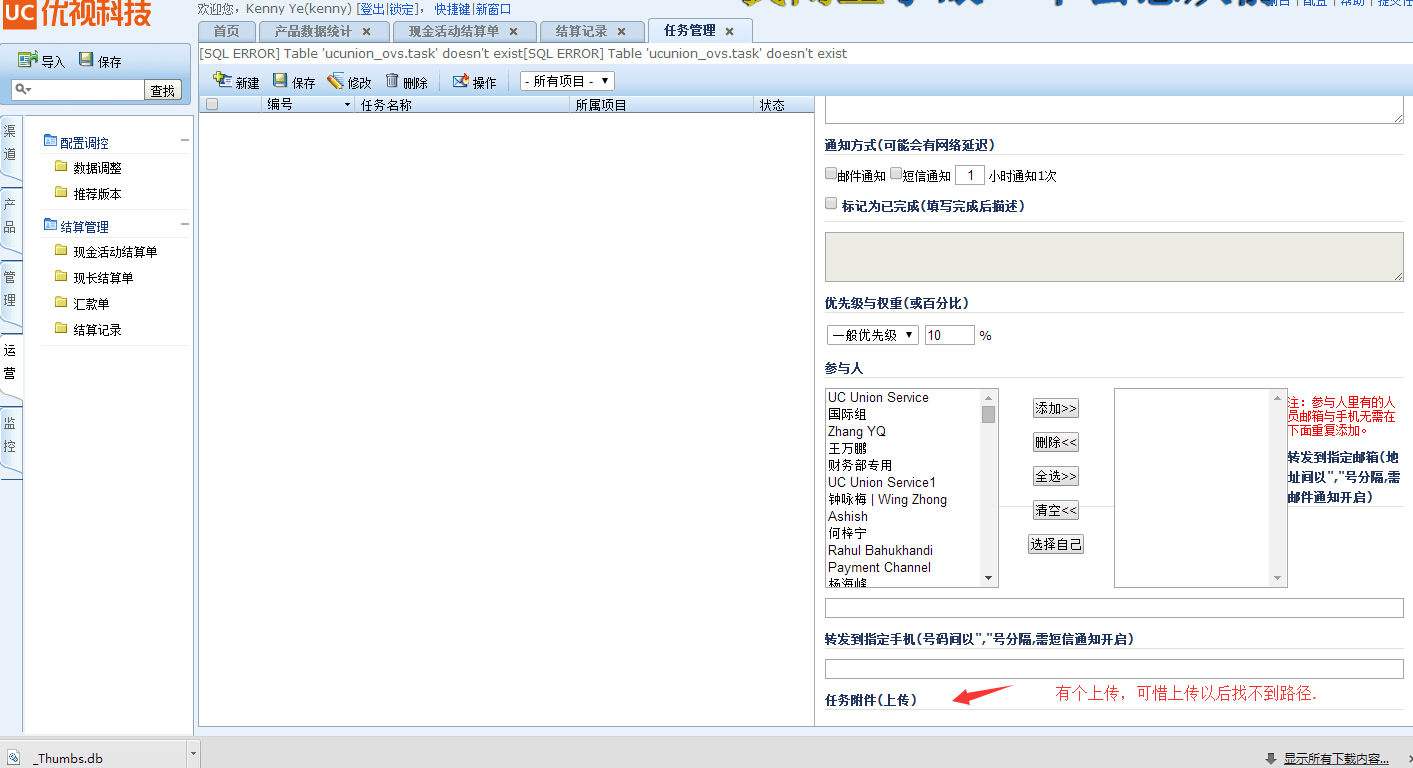 UC 优视科技
欢迎您，Kenny Ye(kenny) [登出|锁定]， 快捷键|新窗口
配置 | 帮助 |
首页 产品数据统计 × 现金活动结算单 × 结算记录 × 任务管理 ×
[SQL ERROR] Table 'ucunion_ovs.task' doesn't exist[SQL ERROR] Table 'ucunion_ovs.task' doesn't exist
导入 保存
查找
新建 保存 修改 删除 操作 - 所有项目 -
编号 任务名称 所属项目 状态
渠道
产品
管理
运营
监控
配置调控
数据调整
推荐版本
结算管理
现金活动结算单
现长结算单
汇款单
结算记录
通知方式(可能会有网络延迟)
邮件通知 短信通知 1 小时通知1次
标记为已完成(填写完成后描述)
优先级与权重(或百分比)
一般优先级 10 %
参与人
UC Union Service
国际组
Zhang YQ
王万鹏
财务部专用
UC Union Service1
钟咏梅 | Wing Zhong
Ashish
何梓宁
Rahul Bahukhandi
Payment Channel
杨海峰
添加>>
删除<<
全选>>
清空<<
选择自己
注：参与人里有的人
员邮箱与手机无需在
下面重复添加。
转发到指定邮箱(地
址间以","号分隔,需
邮件通知开启)
转发到指定手机(号码间以","号分隔,需短信通知开启)
任务附件(上传)
有个上传，可惜上传以后找不到路径.
_Thumbs.db
显示所有下载内容...